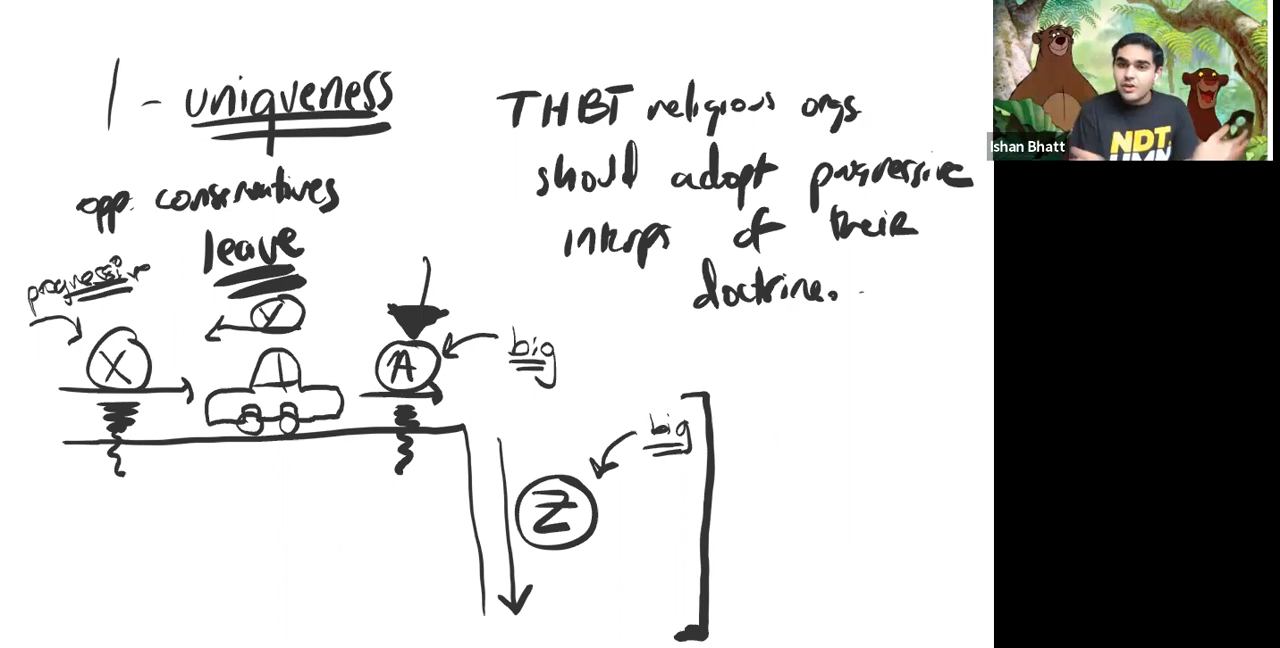 1 - uniqueness
opp: conservatives
leave
progressive
X
Y
A
big
big
Z
THBT religious orgs
should adopt progressive
interps of their
doctrine.
Ishan Bhatt
NDT